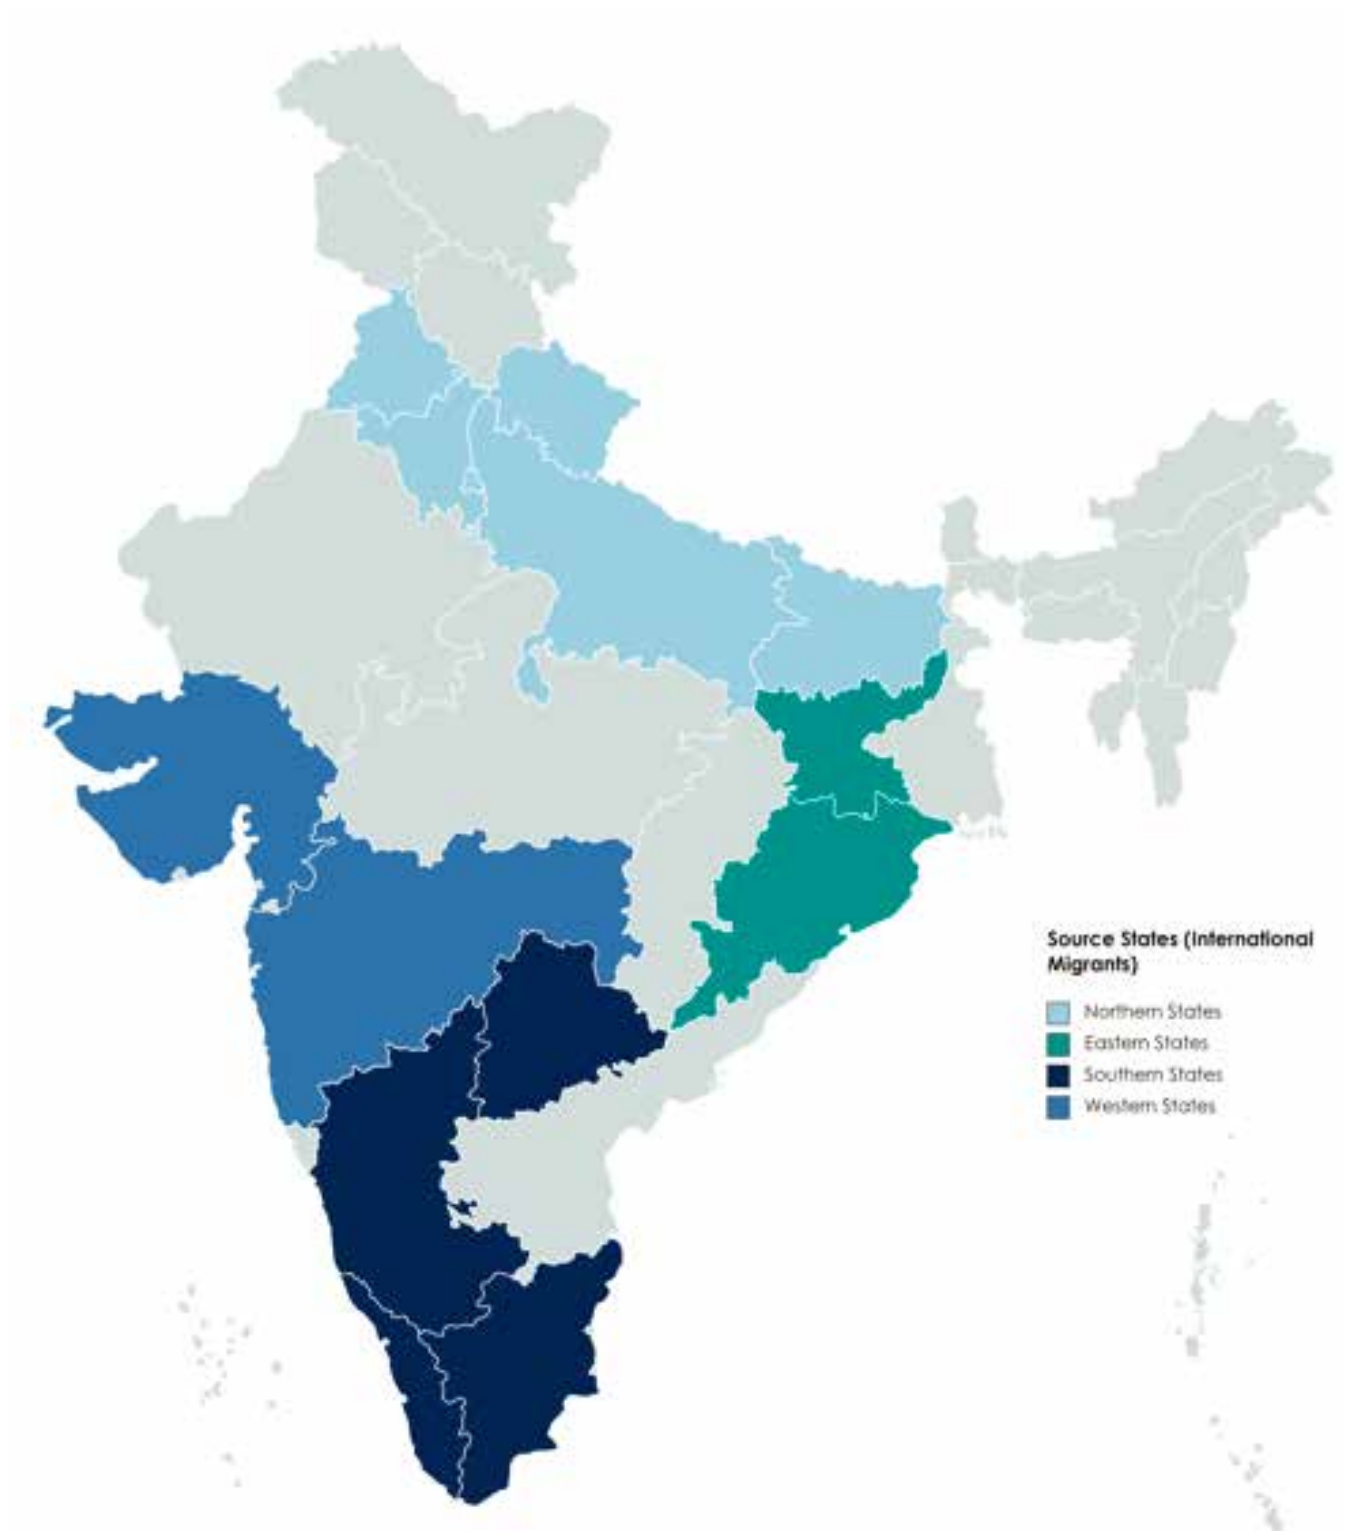 Source States (International
Migrants)
Northern States
Eastern States
Southern States
Western States